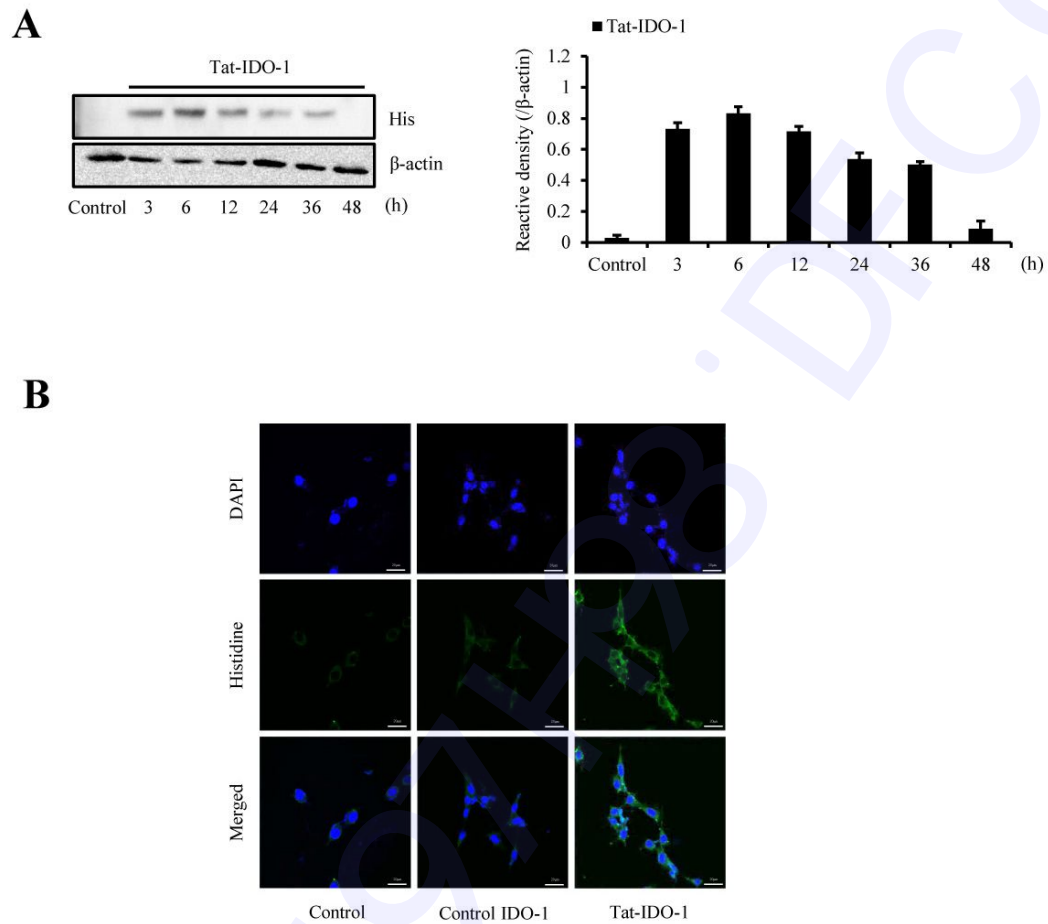 A
Tat-IDO-1
His
β-actin
Control 3 6 12 24 36 48 (h)
Tat-IDO-1
Reactive density (/β-actin)
1.2
1
0.8
0.6
0.4
0.2
0
Control 3 6 12 24 36 48 (h)
B
DAPI
Histidine
Merged
Control Control IDO-1 Tat-IDO-1